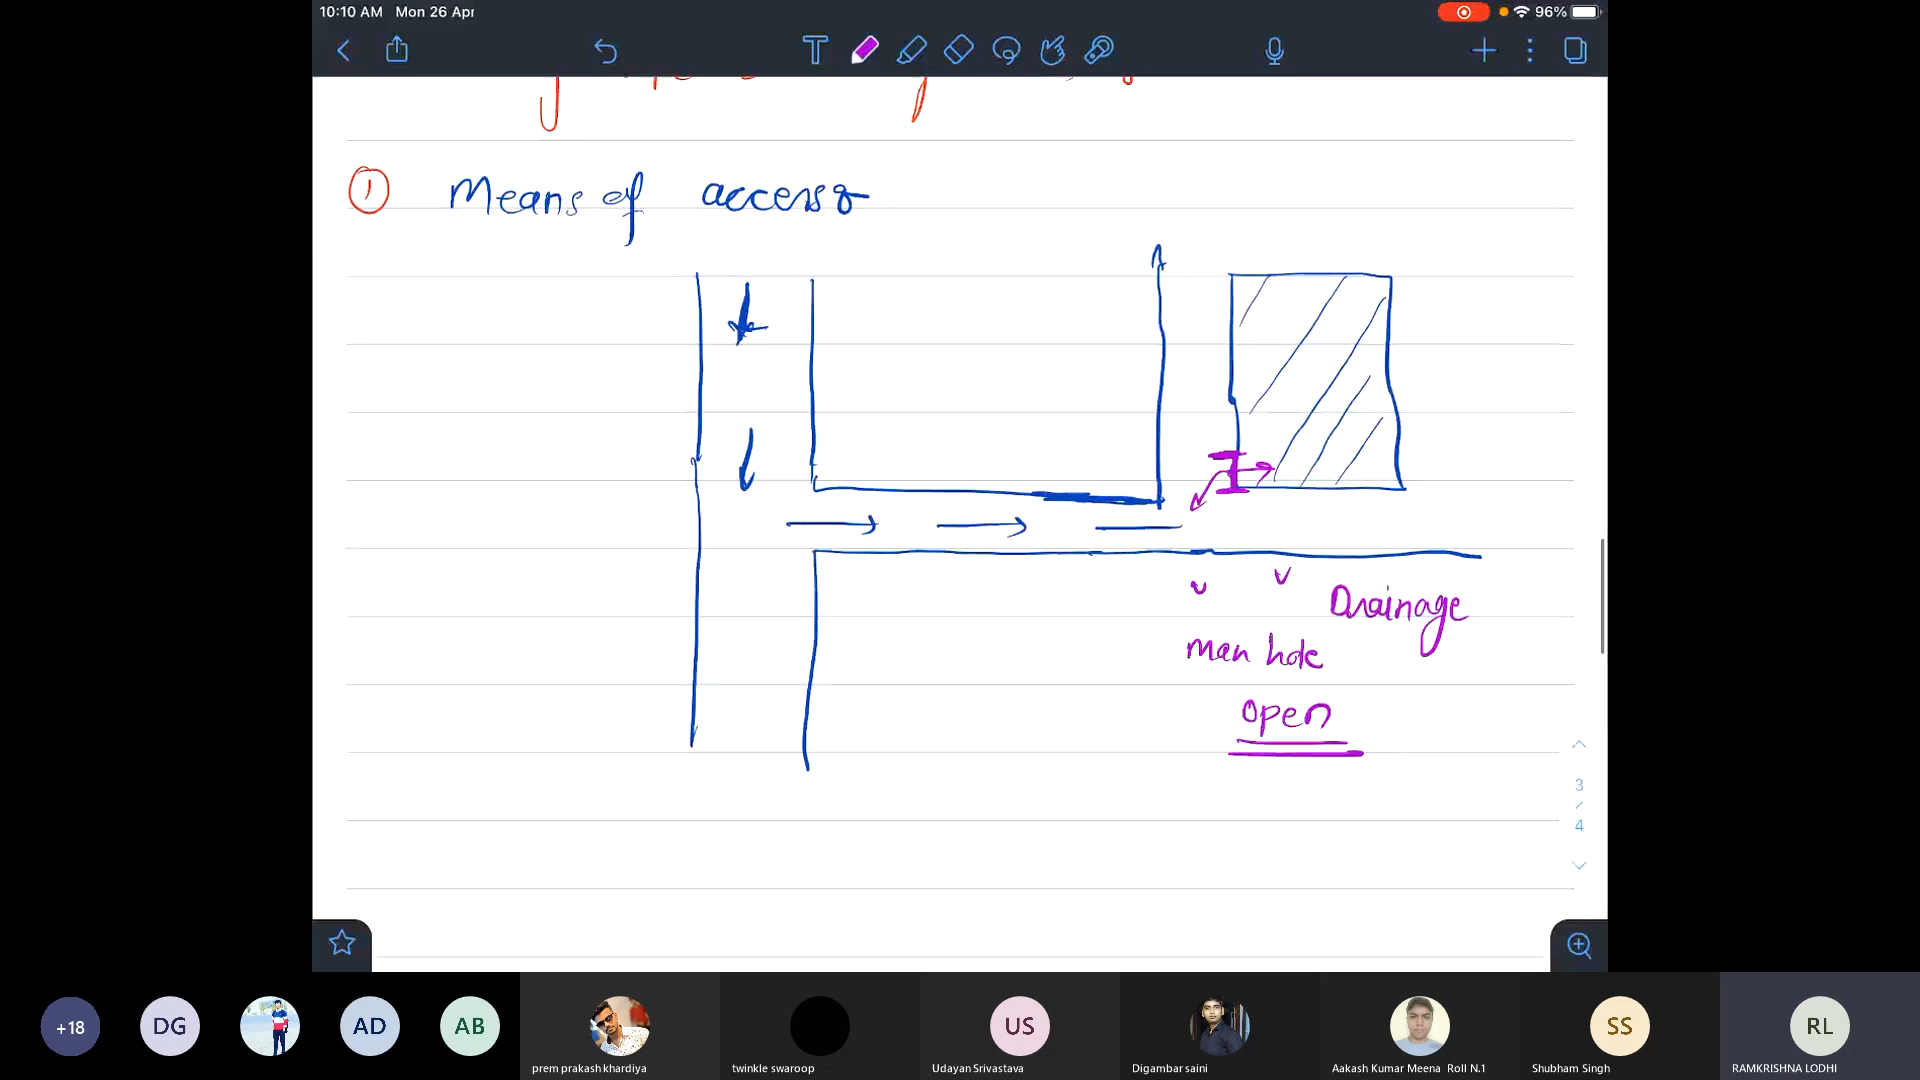 10:10 AM Mon 26 Apr
96%
T
1 Means of access
Drainage
Man hole
open
3
/
4
+18
DG
AD
AB
US
SS
RL
prem prakash khardiya
twinkle swaroop
Udayan Srivastava
Digambar saini
Aakash Kumar Meena Roll N.1
Shubham Singh
RAMKRISHNA LODHI